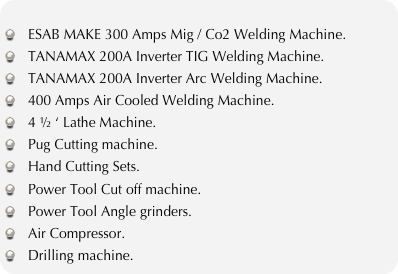 ESAB MAKE 300 Amps Mig / Co2 Welding Machine.
TANAMAX 200A Inverter TIG Welding Machine.
TANAMAX 200A Inverter Arc Welding Machine.
400 Amps Air Cooled Welding Machine.
4 ½ ‘ Lathe Machine.
Pug Cutting machine.
Hand Cutting Sets.
Power Tool Cut off machine.
Power Tool Angle grinders.
Air Compressor.
Drilling machine.